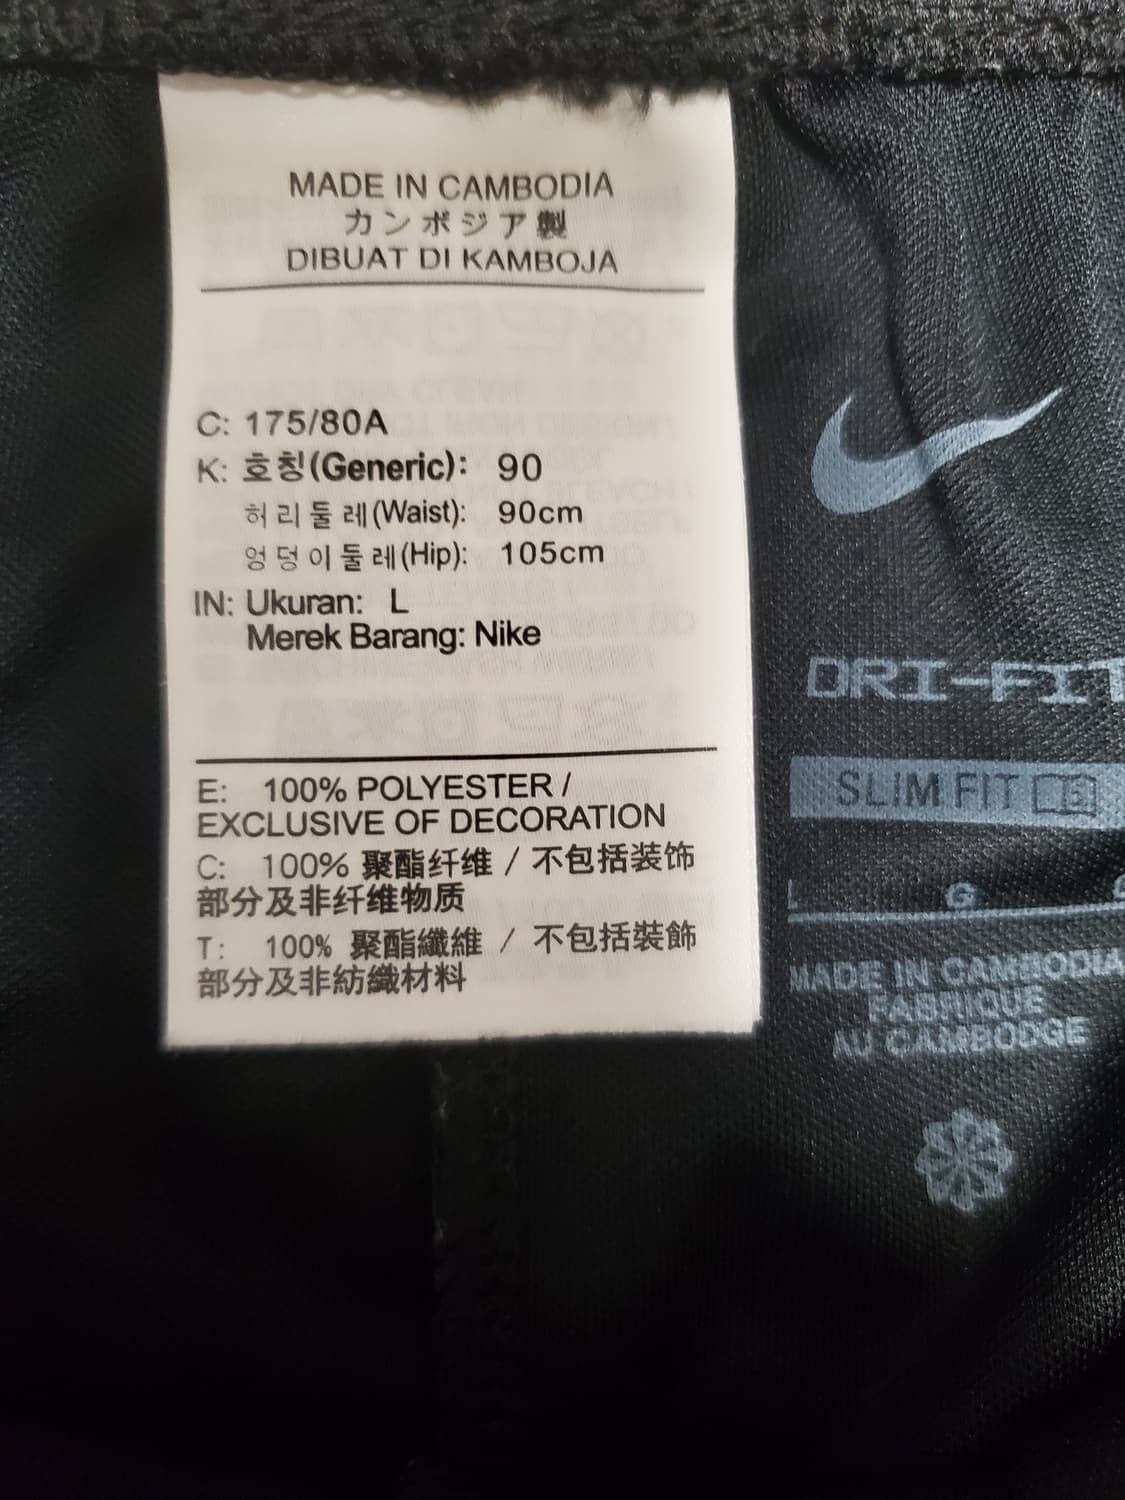 MADE IN CAMBODIA
カンボジア製
DIBUAT DI KAMBOJA
C: 175/80A
K: 호칭(Generic): 90
허리둘레(Waist): 90cm
엉덩이둘레(Hip): 105cm
IN: Ukuran: L
Merek Barang: Nike
E: 100% POLYESTER /
EXCLUSIVE OF DECORATION
C: 100% 聚酯纤维 / 不包括装饰
部分及非纤维物质
T: 100% 聚酯纖維 / 不包括裝飾
部分及非紡織材料
DRI-FIT
SLIM FIT
L G
MADE IN CAMBODIA
FABRIQUÉ
AU CAMBODGE